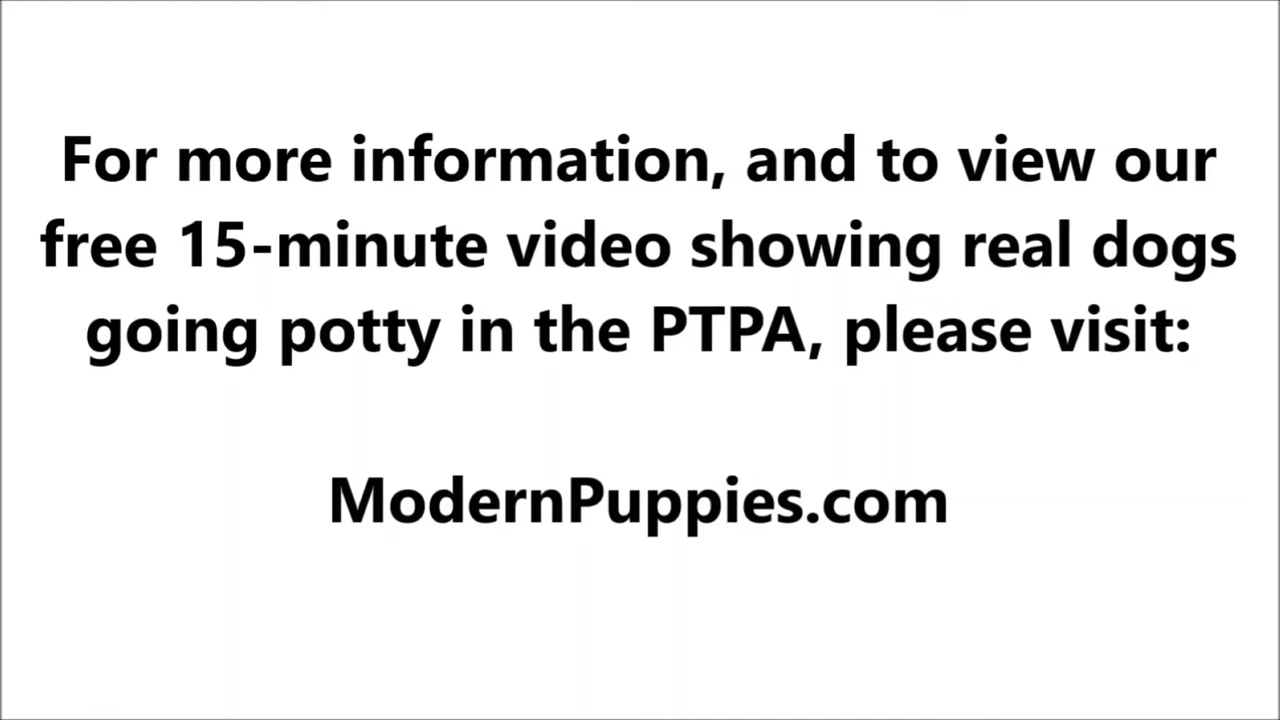 For more information, and to view our
free 15-minute video showing real dogs
going potty in the PTPA, please visit:
ModernPuppies.com